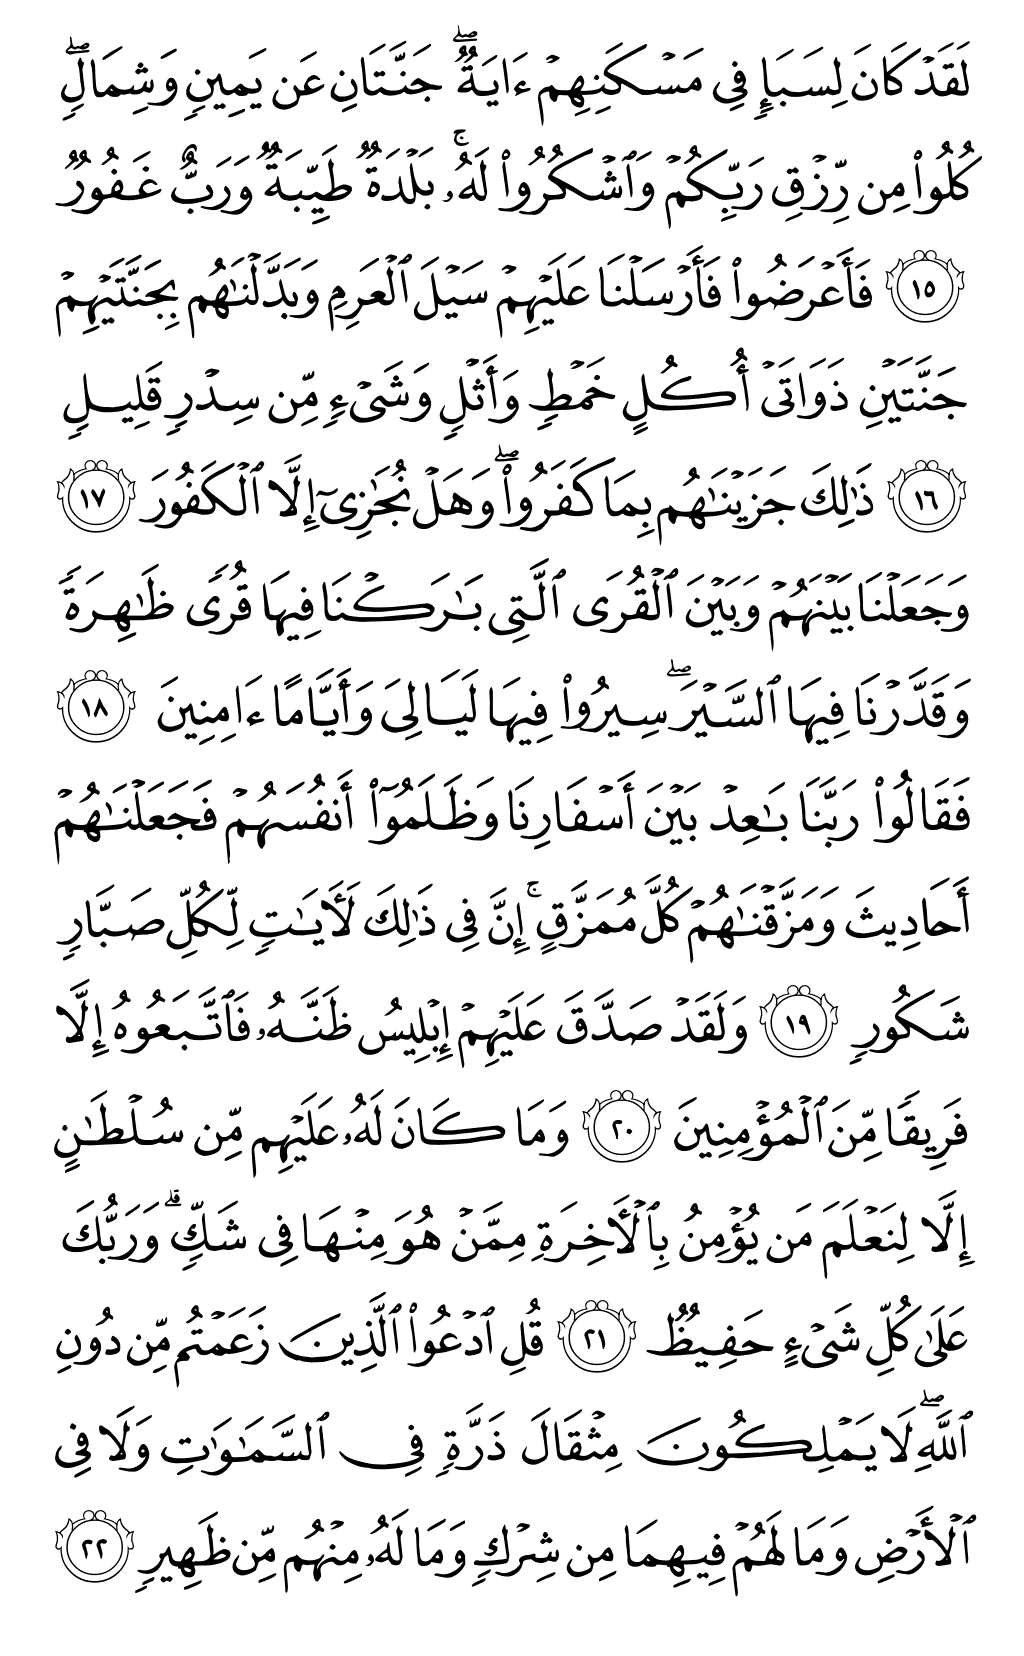 لَقَدۡ كَانَ لِسَبَإٖ فِي مَسۡكَنِهِمۡ ءَايَةٞۖ جَنَّتَانِ عَن يَمِينٖ وَشِمَالٖۖ
كُلُواْ مِن رِّزۡقِ رَبِّكُمۡ وَٱشۡكُرُواْ لَهُۥۚ بَلۡدَةٞ طَيِّبَةٞ وَرَبٌّ غَفُورٞ
١٥ فَأَعۡرَضُواْ فَأَرۡسَلۡنَا عَلَيۡهِمۡ سَيۡلَ ٱلۡعَرِمِ وَبَدَّلۡنَٰهُم بِجَنَّتَيۡهِمۡ
جَنَّتَيۡنِ ذَوَاتَيۡ أُكُلٍ خَمۡطٖ وَأَثۡلٖ وَشَيۡءٖ مِّن سِدۡرٖ قَلِيلٖ
١٦ ذَٰلِكَ جَزَيۡنَٰهُم بِمَا كَفَرُواْۖ وَهَلۡ نُجَٰزِيٓ إِلَّا ٱلۡكَفُورَ ١٧
وَجَعَلۡنَا بَيۡنَهُمۡ وَبَيۡنَ ٱلۡقُرَى ٱلَّتِي بَٰرَكۡنَا فِيهَا قُرٗى ظَٰهِرَةٗ
وَقَدَّرۡنَا فِيهَا ٱلسَّيۡرَۖ سِيرُواْ فِيهَا لَيَالِيَ وَأَيَّامًا ءَامِنِينَ ١٨
فَقَالُواْ رَبَّنَا بَٰعِدۡ بَيۡنَ أَسۡفَارِنَا وَظَلَمُوٓاْ أَنفُسَهُمۡ فَجَعَلۡنَٰهُمۡ
أَحَادِيثَ وَمَزَّقۡنَٰهُمۡ كُلَّ مُمَزَّقٍۚ إِنَّ فِي ذَٰلِكَ لَأٓيَٰتٖ لِّكُلِّ صَبَّارٖ
شَكُورٖ ١٩ وَلَقَدۡ صَدَّقَ عَلَيۡهِمۡ إِبۡلِيسُ ظَنَّهُۥ فَٱتَّبَعُوهُ إِلَّا
فَرِيقٗا مِّنَ ٱلۡمُؤۡمِنِينَ ٢٠ وَمَا كَانَ لَهُۥ عَلَيۡهِم مِّن سُلۡطَٰنٍ
إِلَّا لِنَعۡلَمَ مَن يُؤۡمِنُ بِٱلۡأٓخِرَةِ مِمَّنۡ هُوَ مِنۡهَا فِي شَكّٖۗ وَرَبُّكَ
عَلَىٰ كُلِّ شَيۡءٍ حَفِيظٞ ٢١ قُلِ ٱدۡعُواْ ٱلَّذِينَ زَعَمۡتُم مِّن دُونِ
ٱللَّهِۖ لَا يَمۡلِكُونَ مِثۡقَالَ ذَرَّةٖ فِي ٱلسَّمَٰوَٰتِ وَلَا فِي
ٱلۡأَرۡضِ وَمَا لَهُمۡ فِيهِمَا مِن شِرۡكٖ وَمَا لَهُۥ مِنۡهُم مِّن ظَهِيرٖ ٢٢